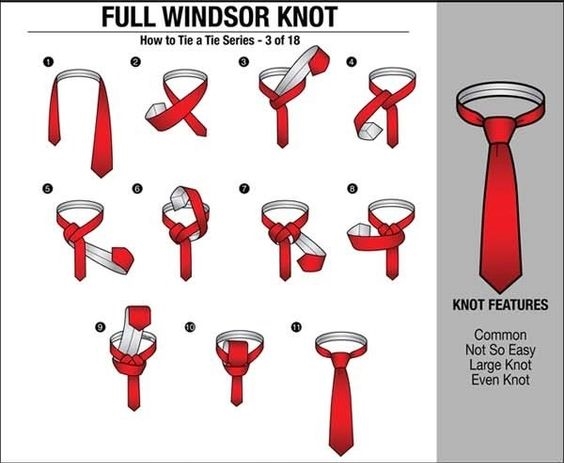 FULL WINDSOR KNOT
How to Tie a Tie Series - 3 of 18
1
2
3
4
5
6
7
8
9
10
11
KNOT FEATURES
Common
Not So Easy
Large Knot
Even Knot